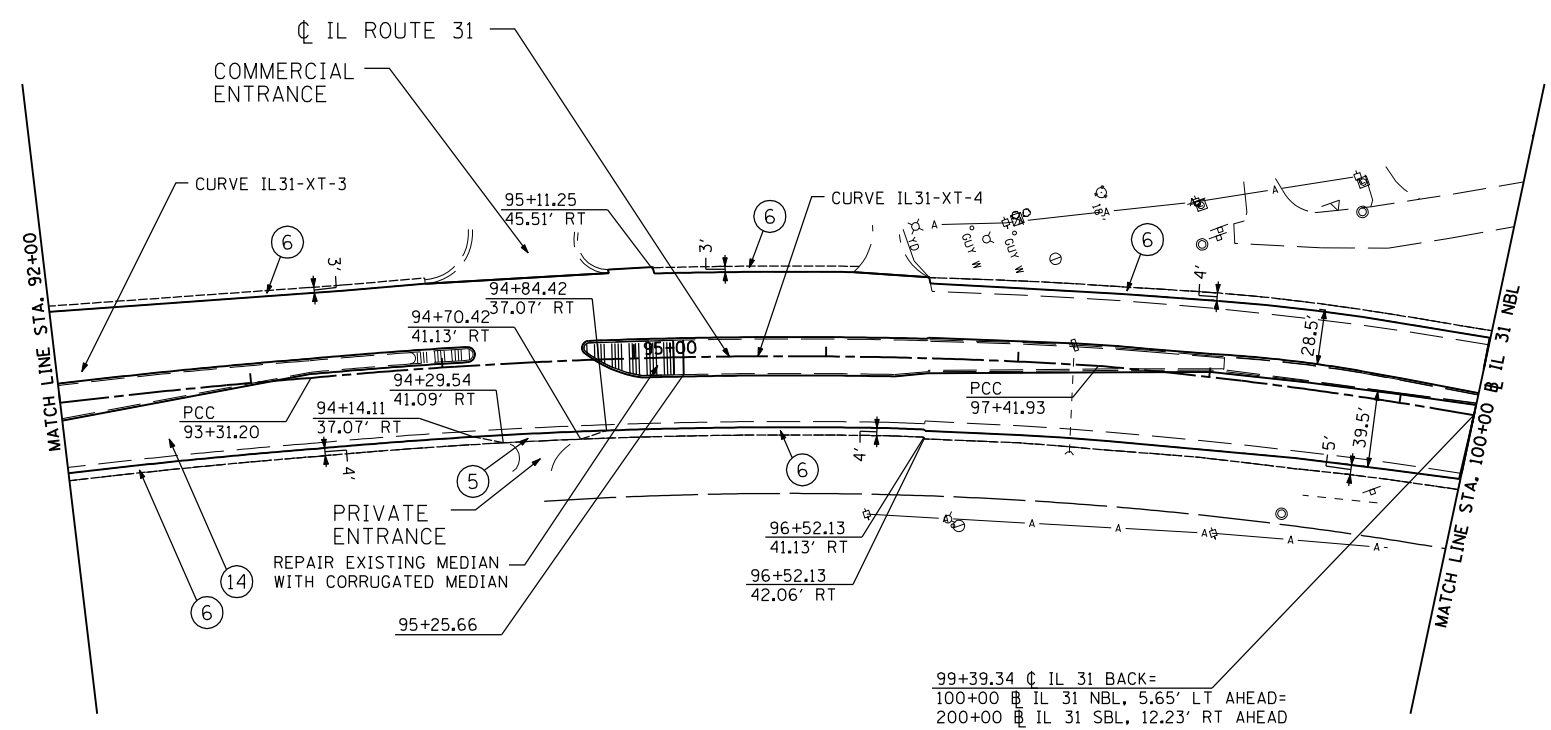 ℄ IL ROUTE 31
COMMERCIAL
ENTRANCE
CURVE IL31-XT-3
95+11.25
45.51' RT
6
CURVE IL31-XT-4
6
6
3'
3'
4'
A
A
A
18"
YD
GUY W
GUY W
94+84.42
37.07' RT
94+70.42
41.13' RT
95+00
28.5'
MATCH LINE STA. 92+00
94+29.54
41.09' RT
PCC
93+31.20
94+14.11
37.07' RT
PCC
97+41.93
39.5'
4'
4'
5'
5
6
PRIVATE
ENTRANCE
REPAIR EXISTING MEDIAN
WITH CORRUGATED MEDIAN
14
6
95+25.66
96+52.13
41.13' RT
96+52.13
42.06' RT
A
A
A
A
A
A
MATCH LINE STA. 100+00 ⅊ IL 31 NBL
99+39.34 ℄ IL 31 BACK=
100+00 ⅊ IL 31 NBL, 5.65' LT AHEAD=
200+00 ⅊ IL 31 SBL, 12.23' RT AHEAD